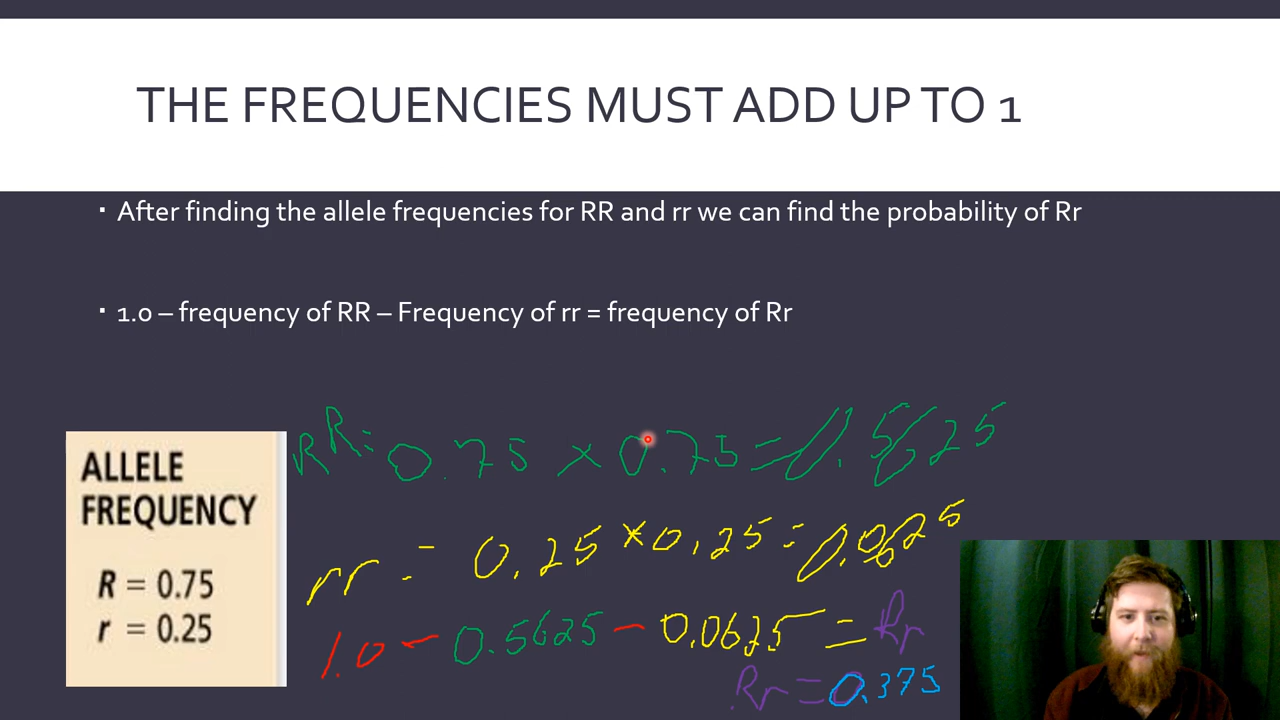 THE FREQUENCIES MUST ADD UP TO 1
▪ After finding the allele frequencies for RR and rr we can find the probability of Rr
▪ 1.0 – frequency of RR – Frequency of rr = frequency of Rr
ALLELE
FREQUENCY
R = 0.75
r = 0.25
RR = 0.75 × 0.75 = 0.5625
rr = 0.25 × 0.25 = 0.0625
1.0 - 0.5625 - 0.0625 = Rr
Rr = 0.375